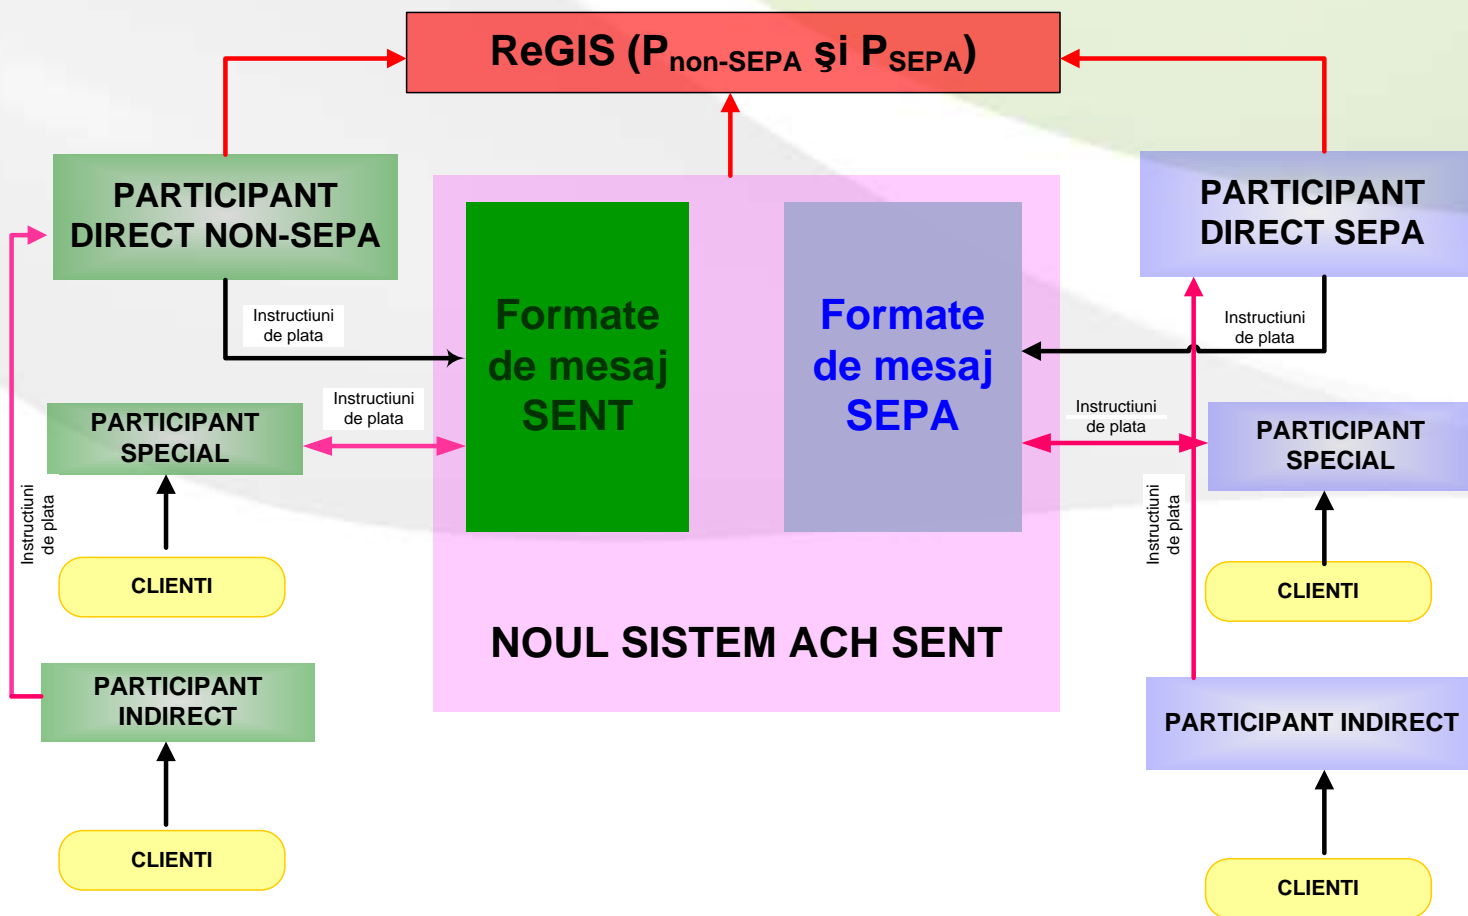 ReGIS (Pnon-SEPA şi PSEPA)
PARTICIPANT
DIRECT NON-SEPA
PARTICIPANT
DIRECT SEPA
Instructiuni
de plata
Formate
de mesaj
SENT
Formate
de mesaj
SEPA
Instructiuni
de plata
PARTICIPANT
SPECIAL
Instructiuni
de plata
Instructiuni
de plata
PARTICIPANT
SPECIAL
Instructiuni
de plata
Instructiuni
de plata
CLIENTI
CLIENTI
NOUL SISTEM ACH SENT
PARTICIPANT
INDIRECT
PARTICIPANT INDIRECT
CLIENTI
CLIENTI